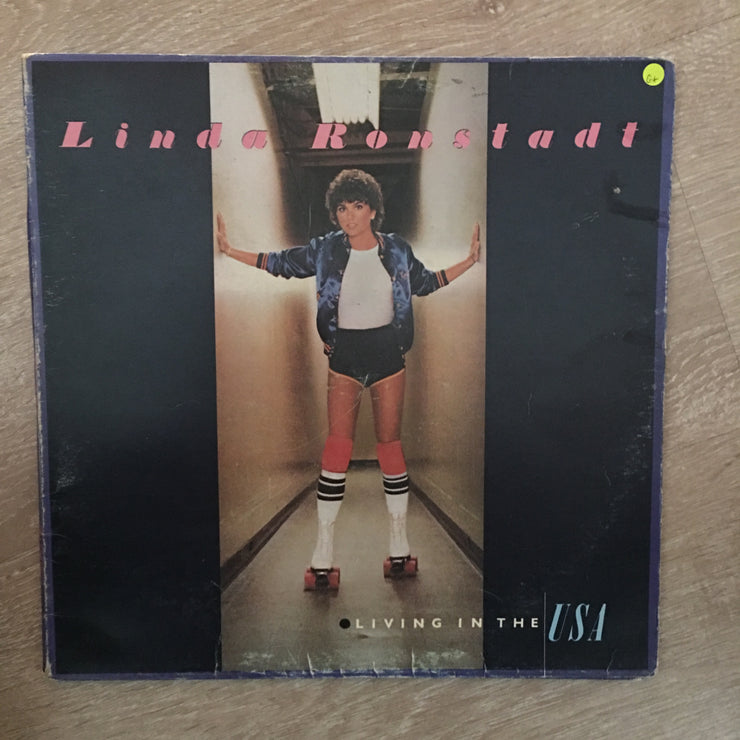 Linda Ronstadt
G+
LIVING IN THE USA